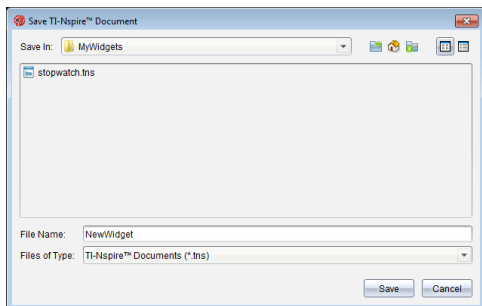 Save TI-Nspire™ Document
Save In: MyWidgets
stopwatch.tns
File Name: NewWidget
Files of Type: TI-Nspire™ Documents (*.tns)
Save Cancel